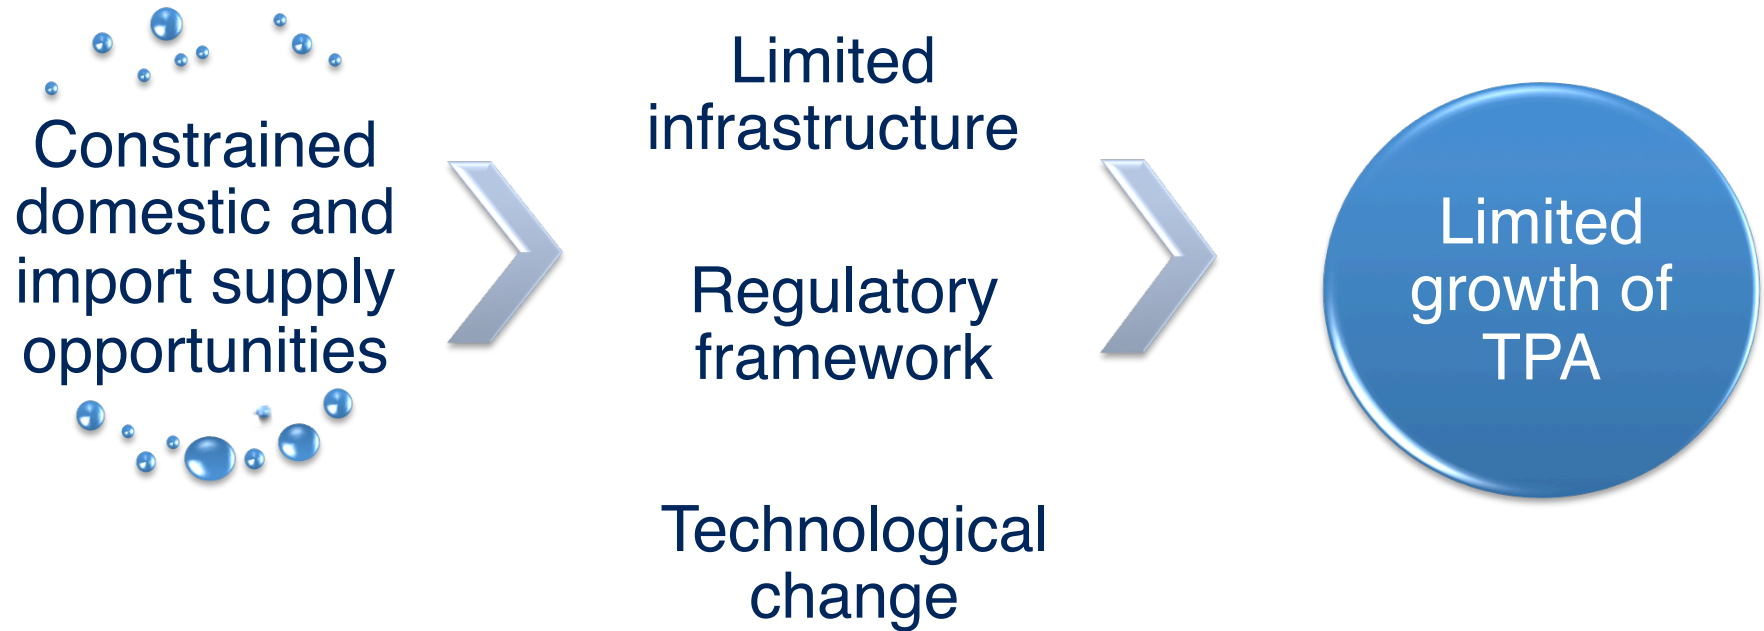 Constrained
domestic and
import supply
opportunities
Limited
infrastructure
Regulatory
framework
Technological
change
Limited
growth of
TPA